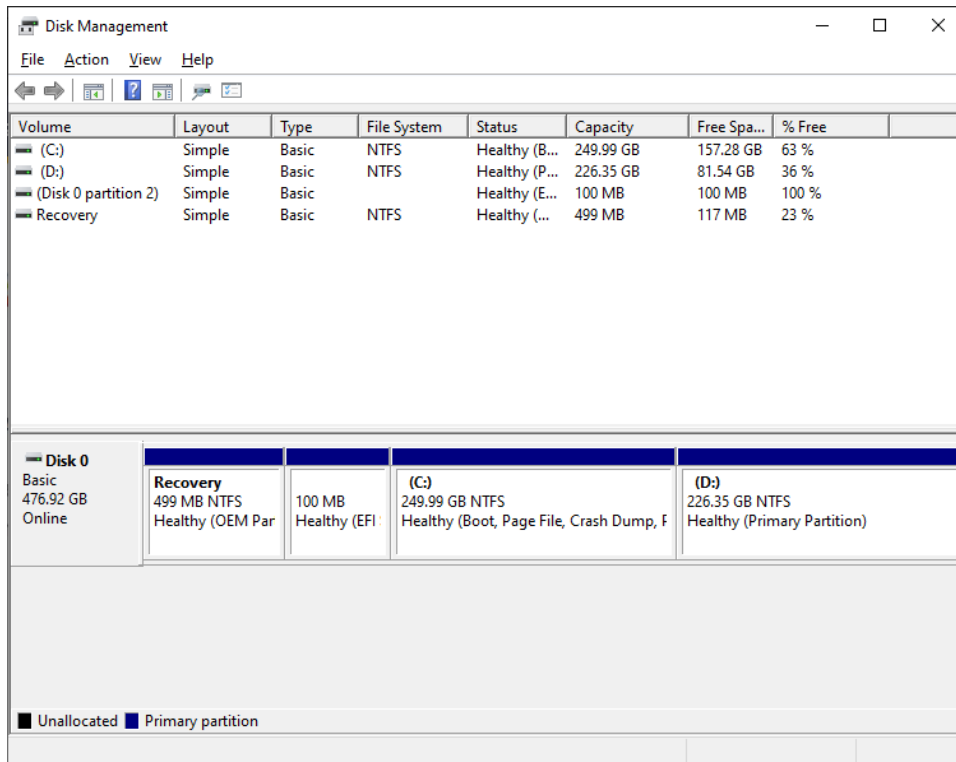 Disk Management
File Action View Help
Volume Layout Type File System Status Capacity Free Spa... % Free
(C:) Simple Basic NTFS Healthy (B... 249.99 GB 157.28 GB 63 %
(D:) Simple Basic NTFS Healthy (P... 226.35 GB 81.54 GB 36 %
(Disk 0 partition 2) Simple Basic Healthy (E... 100 MB 100 MB 100 %
Recovery Simple Basic NTFS Healthy (... 499 MB 117 MB 23 %
Disk 0
Basic
476.92 GB
Online
Recovery
499 MB NTFS
Healthy (OEM Par
100 MB
Healthy (EFI
(C:)
249.99 GB NTFS
Healthy (Boot, Page File, Crash Dump,
(D:)
226.35 GB NTFS
Healthy (Primary Partition)
Unallocated Primary partition